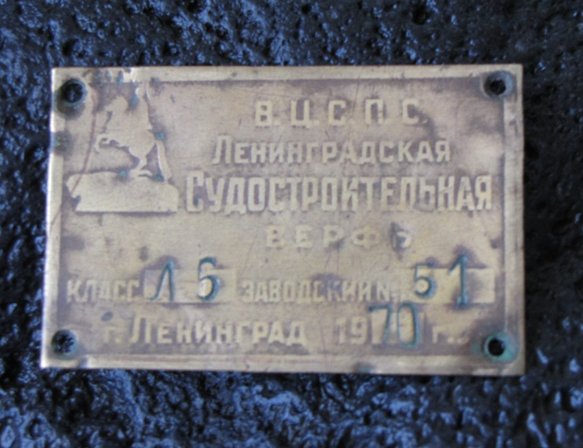 В.Ц.С.П.С.
ЛЕНИНГРАДСКАЯ
СУДОСТРОИТЕЛЬНАЯ
ВЕРФЬ
КЛАСС Л6 ЗАВОДСКИЙ № 51
г. ЛЕНИНГРАД 1970 г.